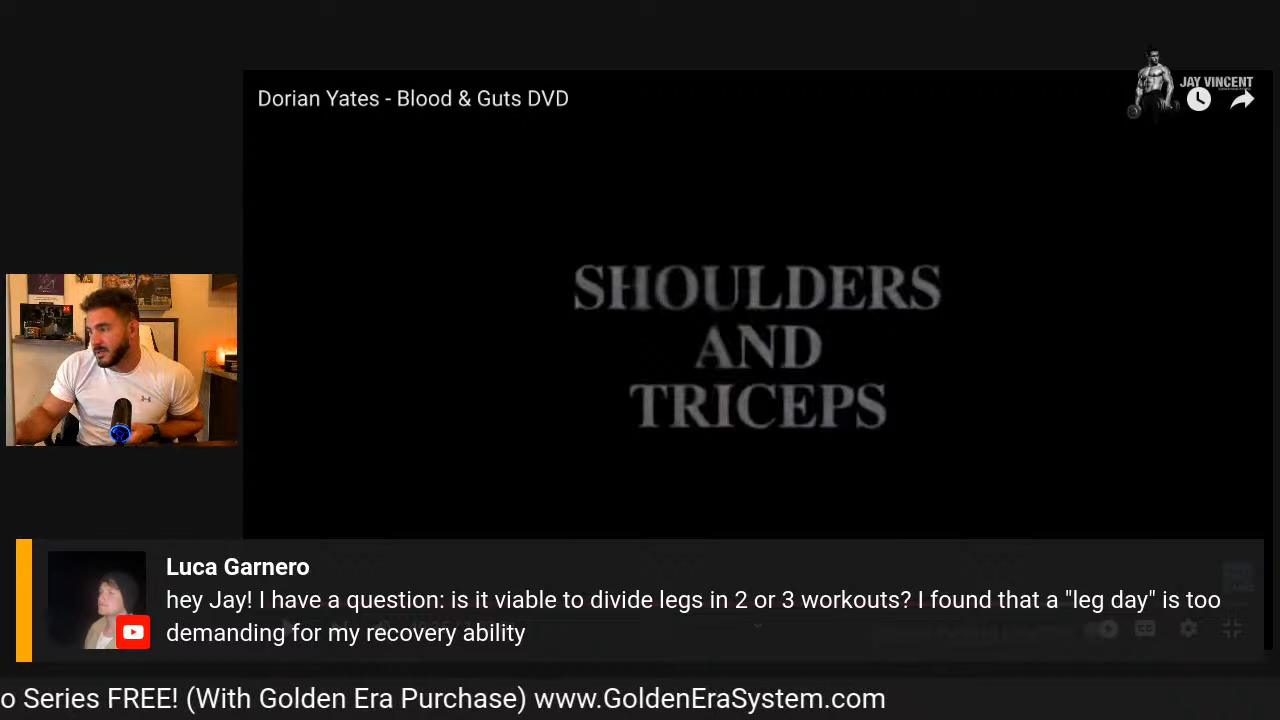 Dorian Yates - Blood & Guts DVD
JAY VINCENT
SHOULDERS
AND
TRICEPS
Luca Garnero
hey Jay! I have a question: is it viable to divide legs in 2 or 3 workouts? I found that a "leg day" is too
demanding for my recovery ability
o Series FREE! (With Golden Era Purchase) www.GoldenEraSystem.com